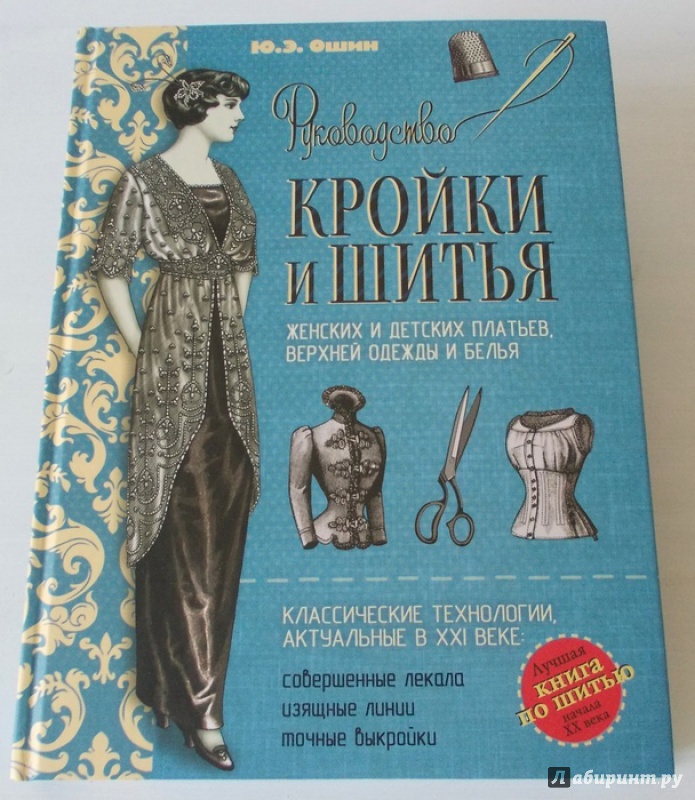 Ю.Э. Ошин
Руководство
КРОЙКИ
и ШИТЬЯ
ЖЕНСКИХ И ДЕТСКИХ ПЛАТЬЕВ,
ВЕРХНЕЙ ОДЕЖДЫ И БЕЛЬЯ
КЛАССИЧЕСКИЕ ТЕХНОЛОГИИ,
АКТУАЛЬНЫЕ В XXI ВЕКЕ:
совершенные лекала
изящные линии
точные выкройки
Лучшая
книга
по шитью
начала
XX века
Лабиринт.ру